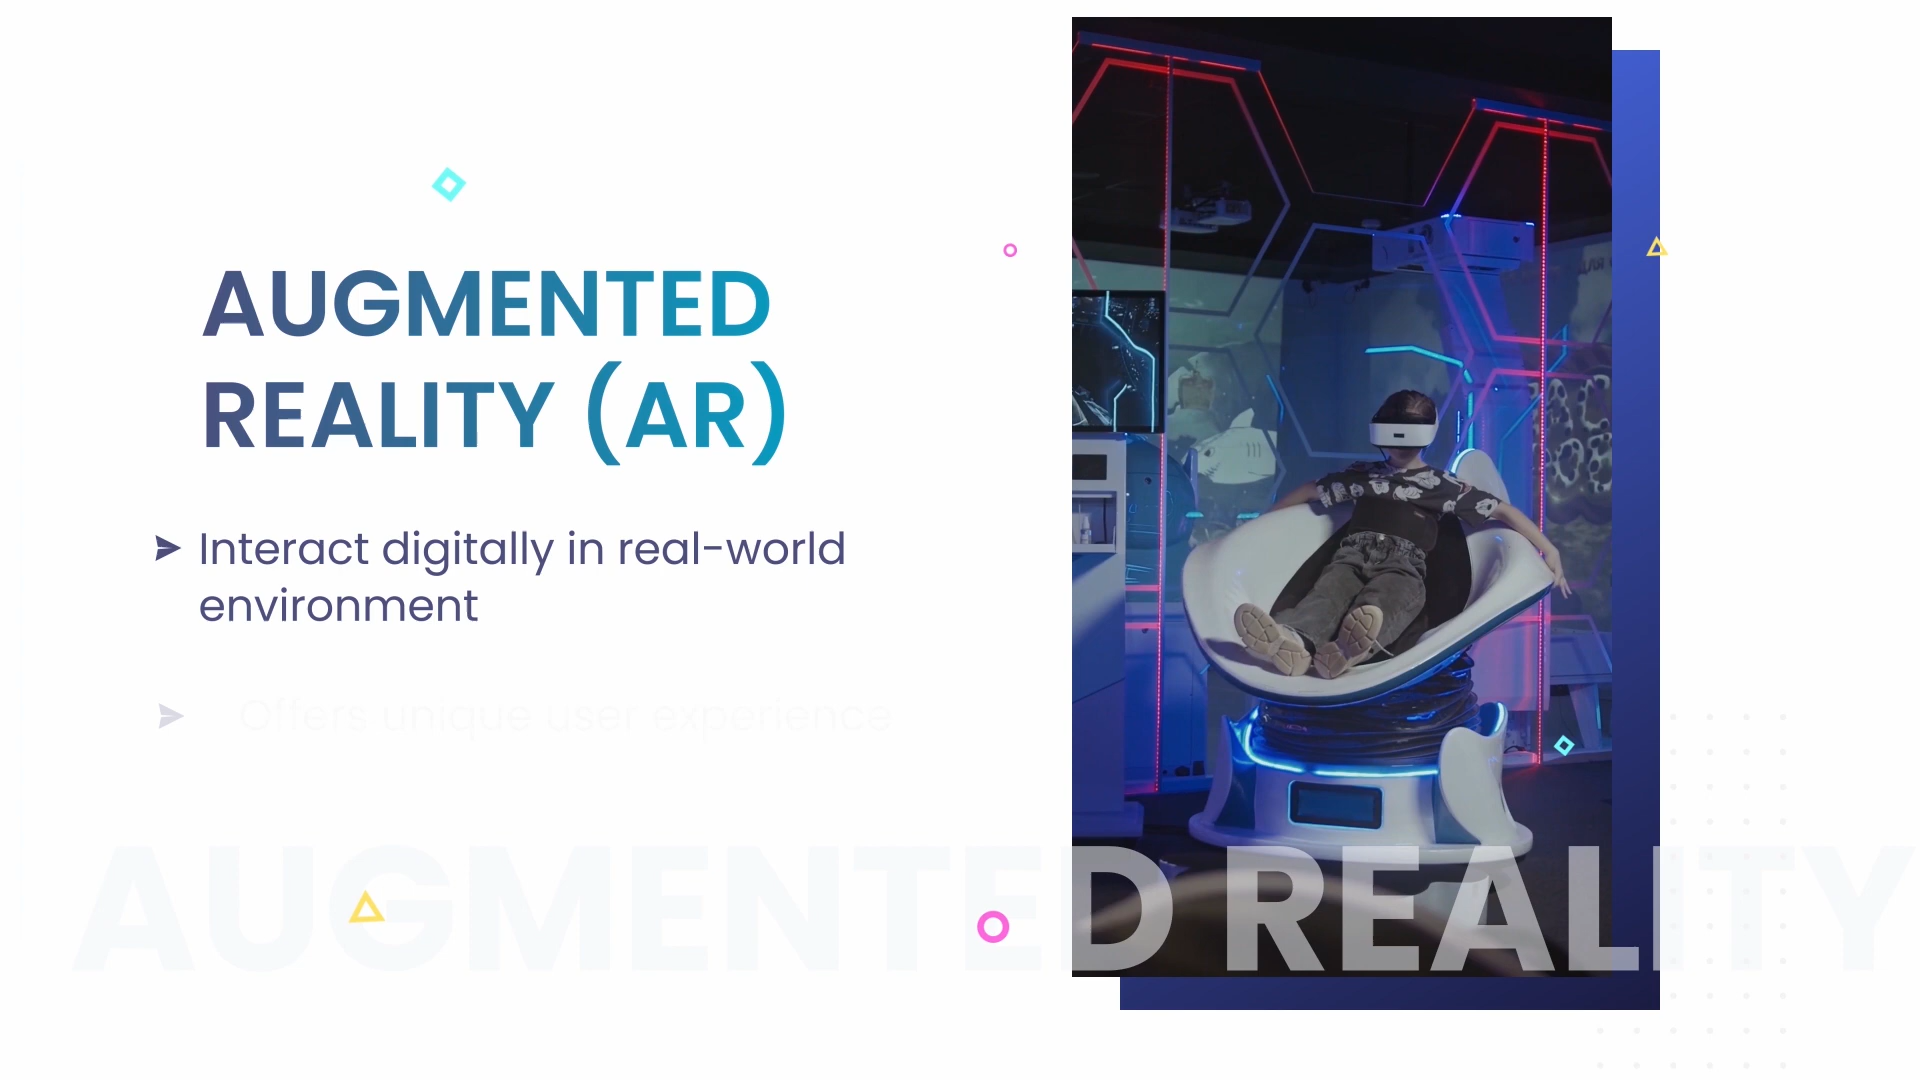 AUGMENTED
REALITY (AR)
Interact digitally in real-world
environment
Offers unique user experience
AUGMENTED REALITY